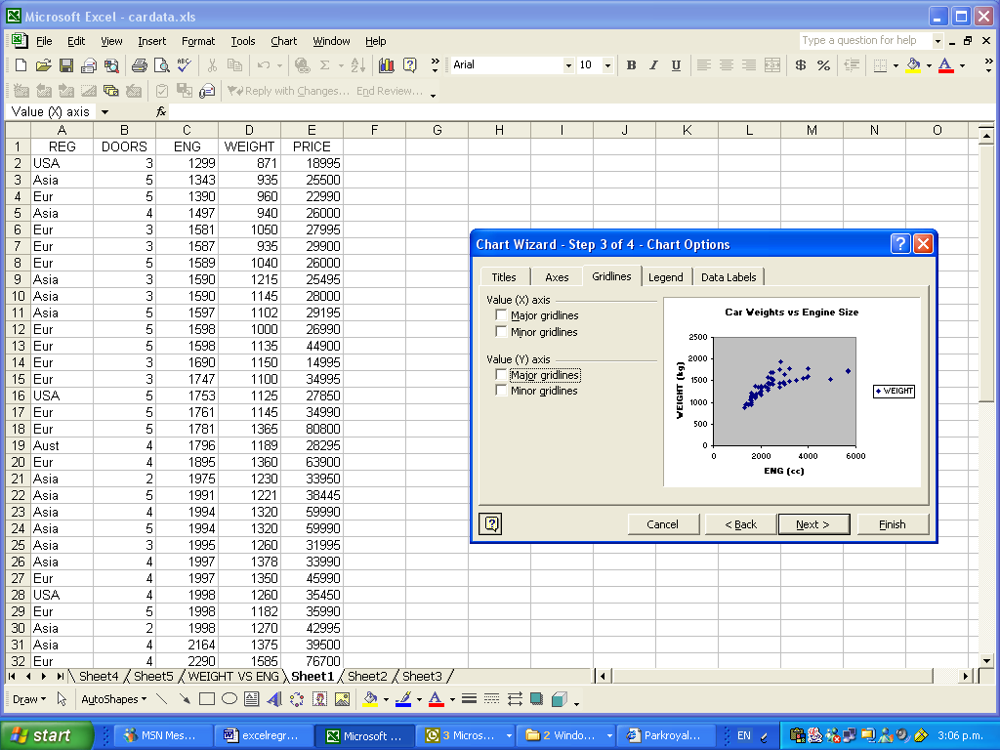 Microsoft Excel - cardata.xls
File Edit View Insert Format Tools Chart Window Help Type a question for help
Arial 10 B I U $ %
Reply with Changes... End Review...
Value (X) axis fx
A B C D E F G H I J K L M N O
1 REG DOORS ENG WEIGHT PRICE
2 USA 3 1299 871 18995
3 Asia 5 1343 935 25500
4 Eur 5 1390 960 22990
5 Asia 4 1497 940 26000
6 Eur 3 1581 1050 27995
7 Eur 3 1587 935 29900
8 Eur 5 1589 1040 26000
9 Asia 3 1590 1215 25495
10 Asia 3 1590 1145 28000
11 Asia 5 1597 1102 29195
12 Eur 5 1598 1000 26990
13 Eur 5 1598 1135 44900
14 Eur 3 1690 1150 14995
15 Eur 3 1747 1100 34995
16 USA 5 1753 1125 27850
17 Eur 5 1761 1145 34990
18 Eur 5 1781 1365 80800
19 Aust 4 1796 1189 28295
20 Eur 4 1895 1360 63900
21 Asia 2 1975 1230 33950
22 Asia 5 1991 1221 38445
23 Asia 4 1994 1320 59990
24 Asia 5 1994 1320 59990
25 Asia 3 1995 1260 31995
26 Asia 4 1997 1378 33990
27 Eur 4 1997 1350 45990
28 USA 4 1998 1260 35450
29 Eur 5 1998 1182 35990
30 Asia 2 1998 1270 42995
31 Asia 4 2164 1375 39500
32 Eur 4 2290 1585 76700
Chart Wizard - Step 3 of 4 - Chart Options
Titles Axes Gridlines Legend Data Labels
Value (X) axis
Major gridlines
Minor gridlines
Value (Y) axis
Major gridlines
Minor gridlines
Car Weights vs Engine Size
WEIGHT (kg)
2500
2000
1500
1000
500
0
0 2000 4000 6000
ENG (cc)
WEIGHT
Cancel < Back Next > Finish
Sheet4 Sheet5 WEIGHT VS ENG Sheet1 Sheet2 Sheet3
Draw AutoShapes
start MSN Mes... excelregr... Microsoft ... 3 Micros... 2 Windo... Parkroyal... EN 3:06 p.m.